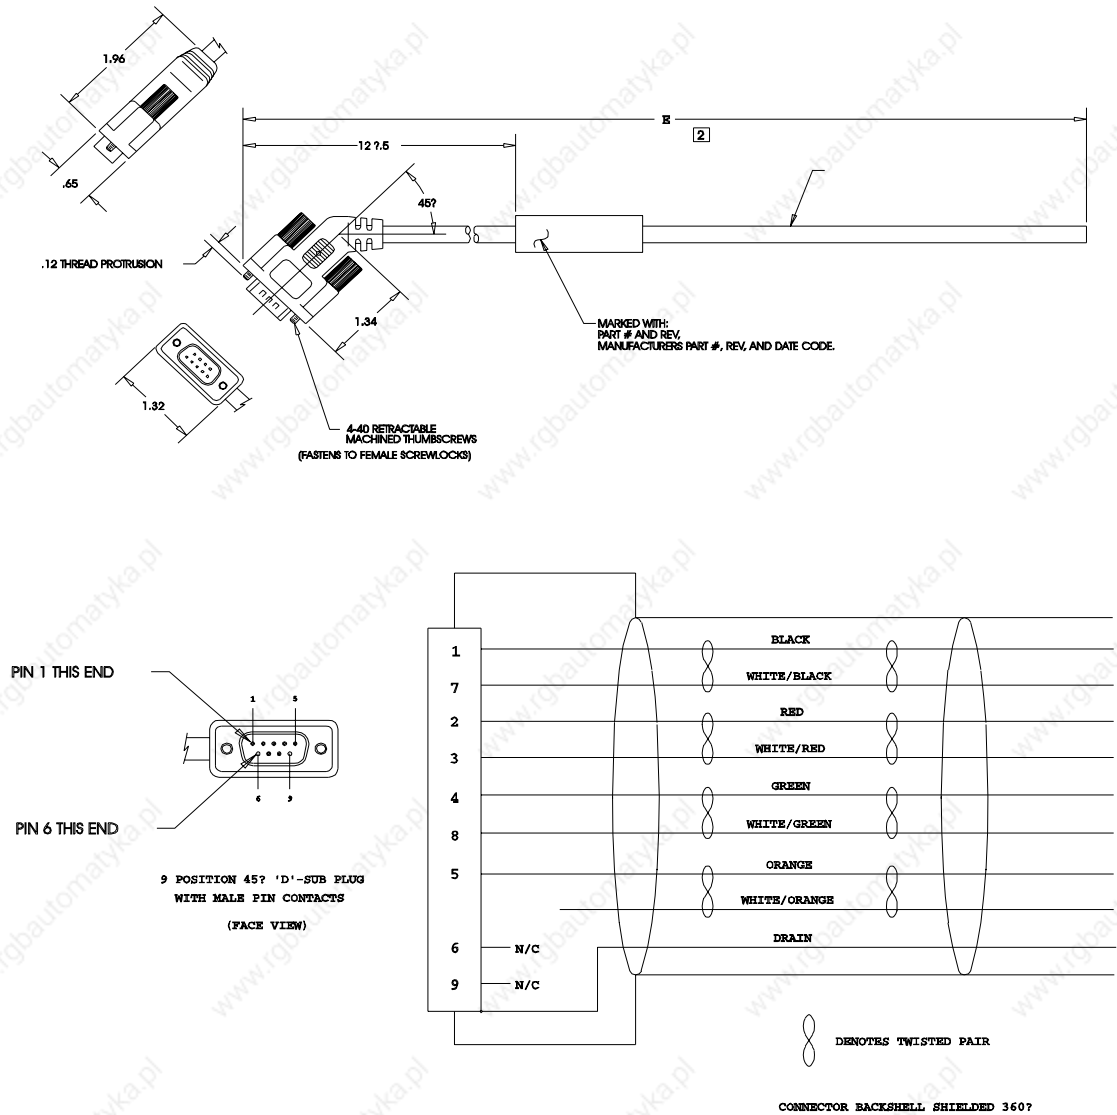 1.96
.65
E
2
12 ?.5
45?
.12 THREAD PROTRUSION
1.34
MARKED WITH:
PART # AND REV,
MANUFACTURERS PART #, REV, AND DATE CODE.
1.32
4-40 RETRACTABLE
MACHINED THUMBSCREWS
(FASTENS TO FEMALE SCREWLOCKS)
PIN 1 THIS END
1 5
6 9
PIN 6 THIS END
9 POSITION 45? 'D'-SUB PLUG
WITH MALE PIN CONTACTS
(FACE VIEW)
1 BLACK
7 WHITE/BLACK
2 RED
3 WHITE/RED
4 GREEN
8 WHITE/GREEN
5 ORANGE
WHITE/ORANGE
DRAIN
6 N/C
9 N/C
DENOTES TWISTED PAIR
CONNECTOR BACKSHELL SHIELDED 360?
www.rgbautomatyka.pl